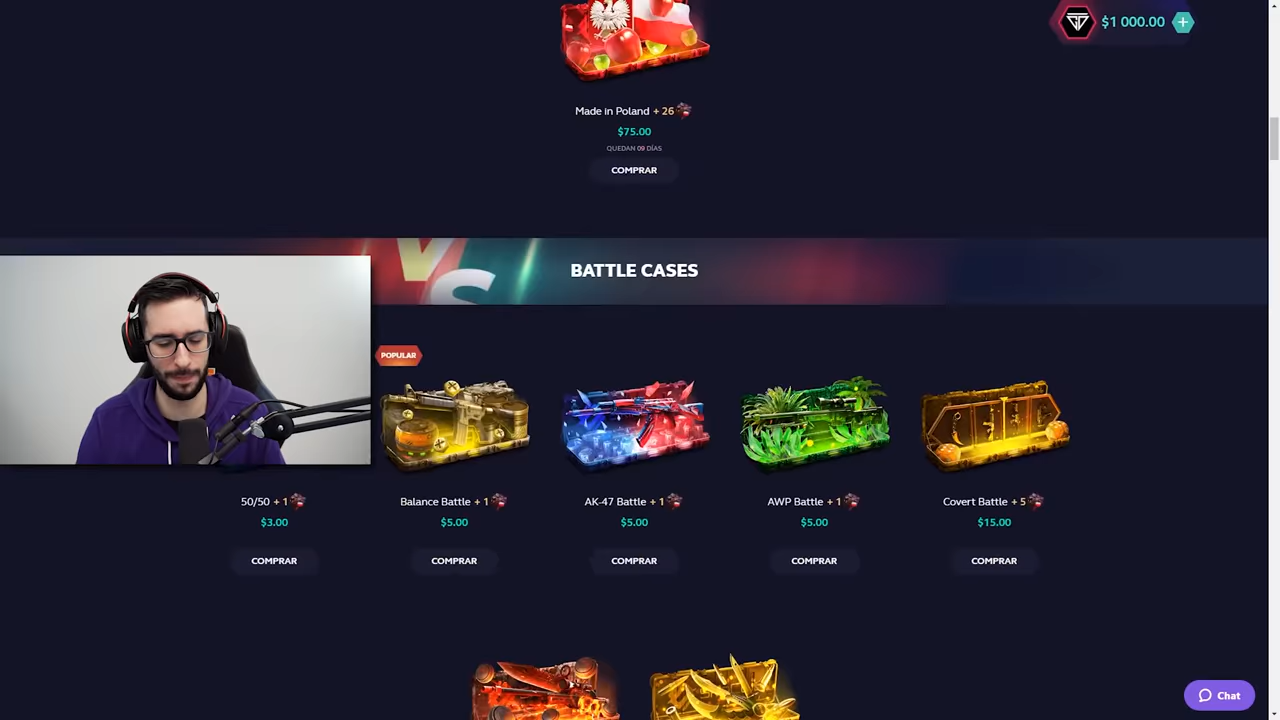 $1 000.00
Made in Poland + 26
$75.00
QUEDAN 09 DÍAS
COMPRAR
VS
BATTLE CASES
POPULAR
50/50 + 1
Balance Battle + 1
AK-47 Battle + 1
AWP Battle + 1
Covert Battle + 5
$3.00
$5.00
$5.00
$5.00
$15.00
COMPRAR
COMPRAR
COMPRAR
COMPRAR
COMPRAR
Chat